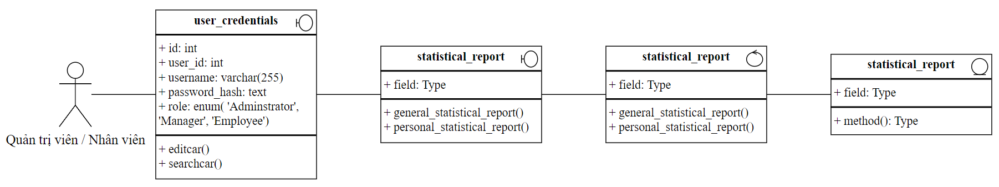 user_credentials
+ id: int
+ user_id: int
+ username: varchar(255)
+ password_hash: text
+ role: enum( 'Adminstrator',
'Manager', 'Employee')
+ editcar()
+ searchcar()
Quản trị viên / Nhân viên
statistical_report
+ field: Type
+ general_statistical_report()
+ personal_statistical_report()
statistical_report
+ field: Type
+ general_statistical_report()
+ personal_statistical_report()
statistical_report
+ field: Type
+ method(): Type